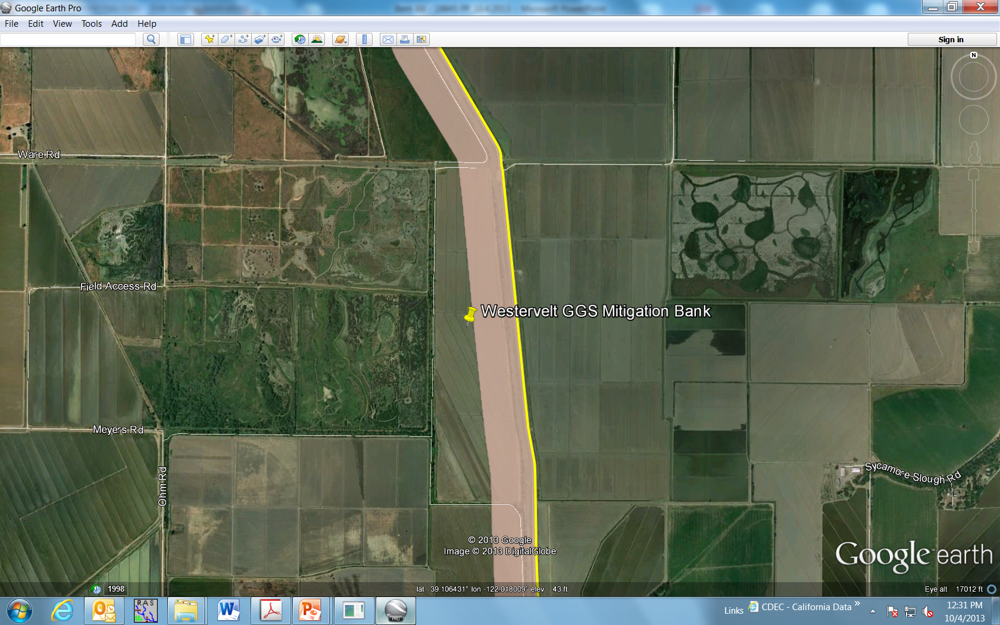 Google Earth Pro
File Edit View Tools Add Help
Sign in
N
Ware Rd
Field Access Rd
Westervelt GGS Mitigation Bank
Meyers Rd
Ohm Rd
Sycamore Slough Rd
© 2013 Google
Image © 2013 DigitalGlobe
Google earth
1998
lat 39.106431° lon -122.018009° elev 43 ft
Eye alt 17012 ft
RAS
PRO
Links CDEC - California Data »
12:31 PM
10/4/2013